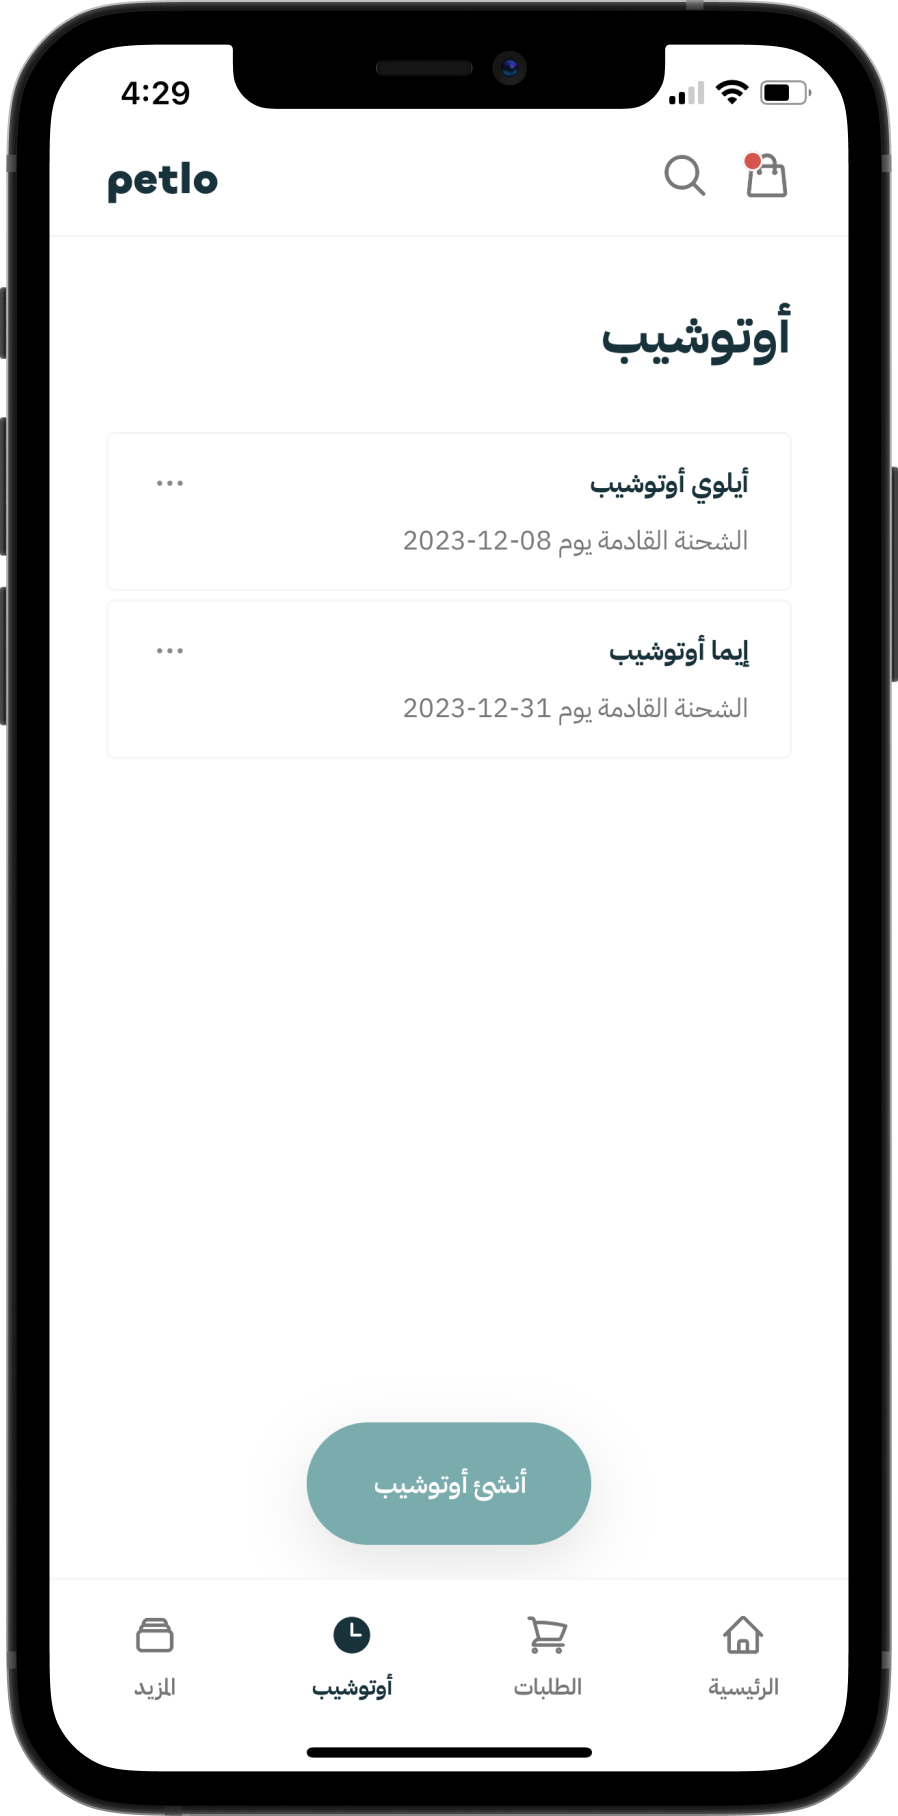 4:29
petlo
أوتوشيب
أيلوي أوتوشيب
الشحنة القادمة يوم 08-12-2023
إيما أوتوشيب
الشحنة القادمة يوم 31-12-2023
أنشئ أوتوشيب
الرئيسية
الطلبات
أوتوشيب
المزيد